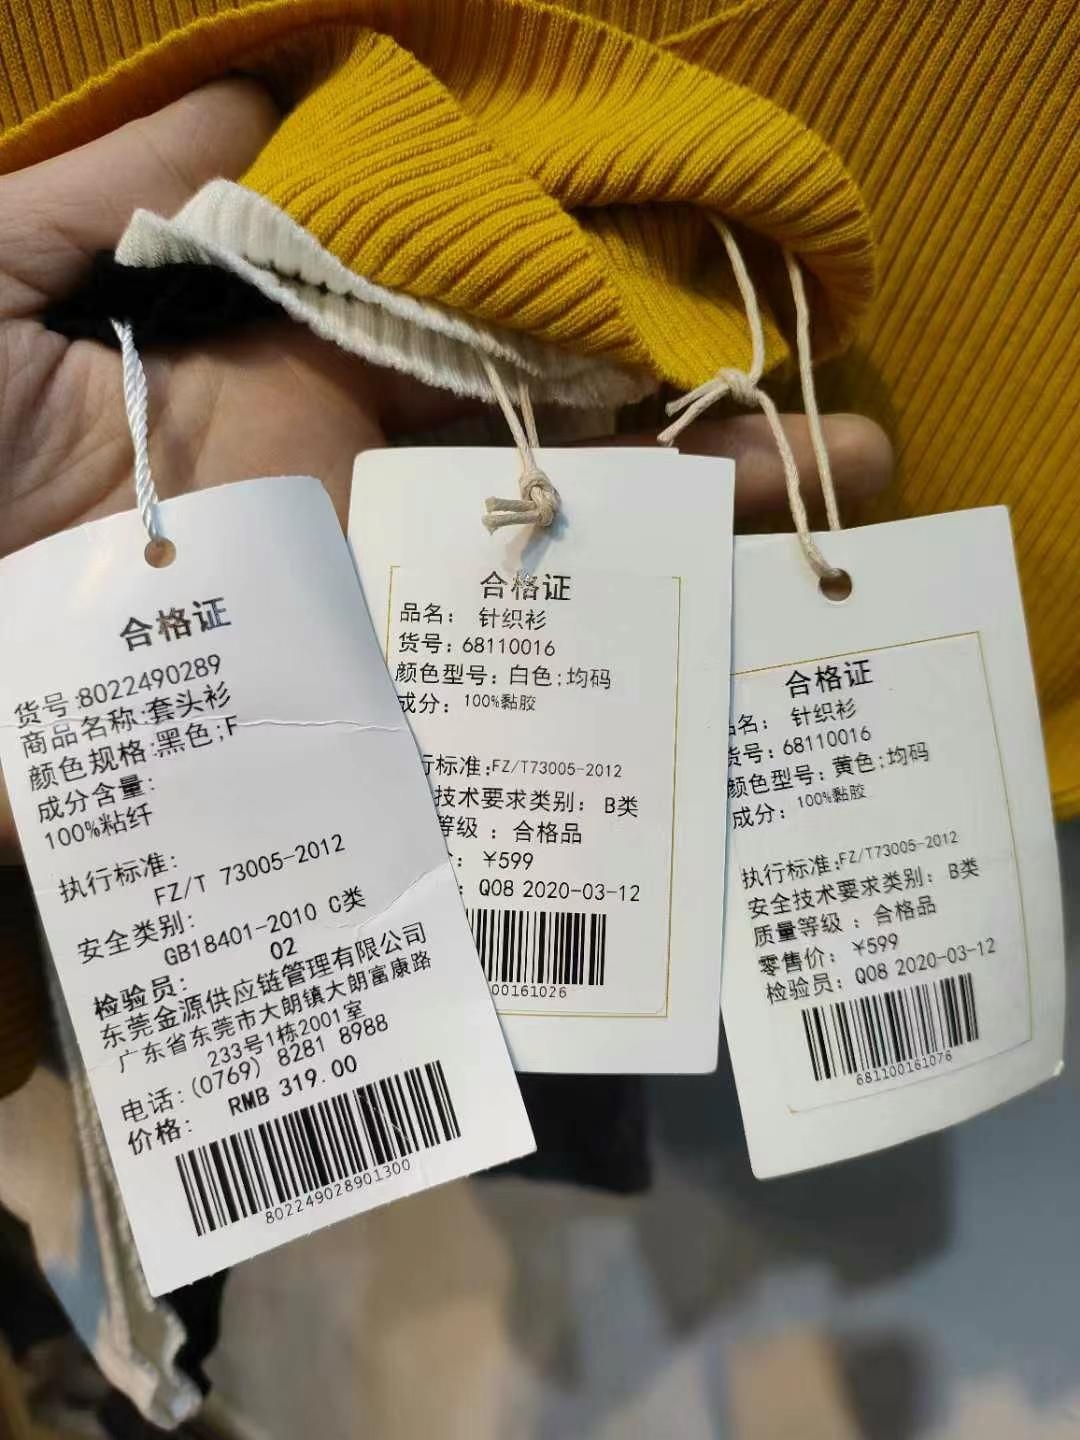 合格证
货号:8022490289
商品名称:套头衫
颜色规格:黑色;F
成分含量:
100%粘纤
执行标准:
FZ/T 73005-2012
安全类别:
GB18401-2010 C类
检验员: 02
东莞金源供应链管理有限公司
广东省东莞市大朗镇大朗富康路
233号1栋2001室
电话:(0769) 8281 8988
价格: RMB 319.00
802249028901300
合格证
品名: 针织衫
货号: 68110016
颜色型号: 白色;均码
成分: 100%黏胶
行标准:FZ/T73005-2012
技术要求类别: B类
等级 : 合格品
: ¥599
: Q08 2020-03-12
00161026
合格证
名: 针织衫
货号: 68110016
颜色型号: 黄色;均码
成分: 100%黏胶
执行标准:FZ/T73005-2012
安全技术要求类别: B类
质量等级 : 合格品
零售价: ¥599
检验员: Q08 2020-03-12
681100161076